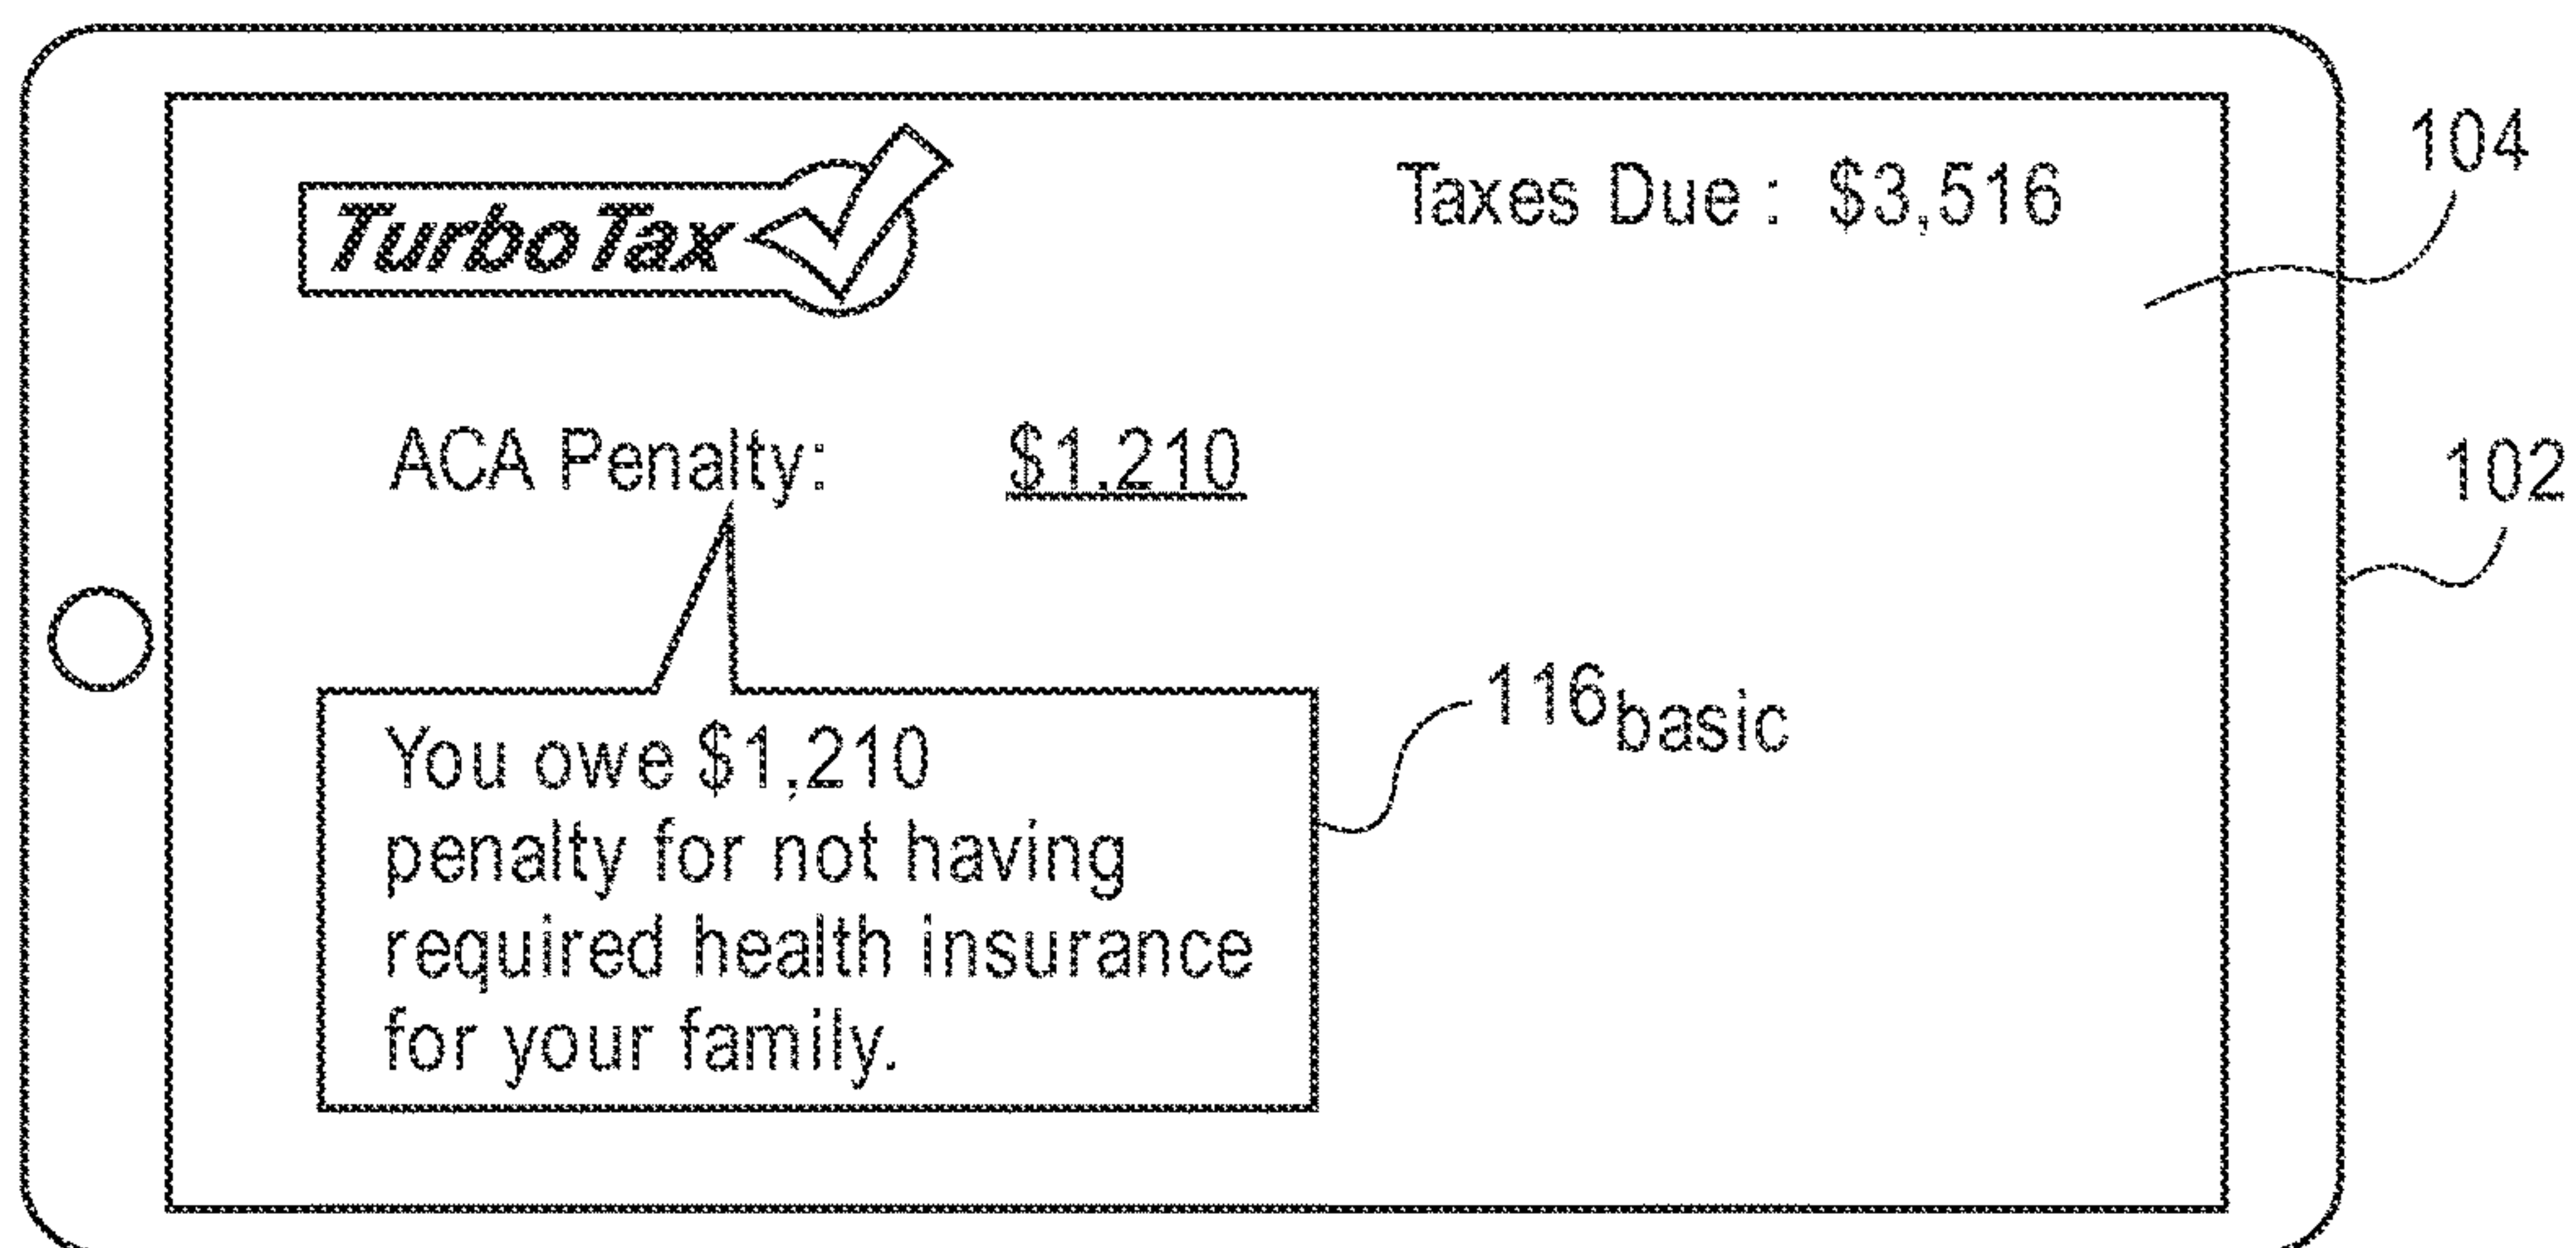 TurboTax
Taxes Due : $3,516
104
ACA Penalty: $1,210
102
116basic
You owe $1,210
penalty for not having
required health insurance
for your family.